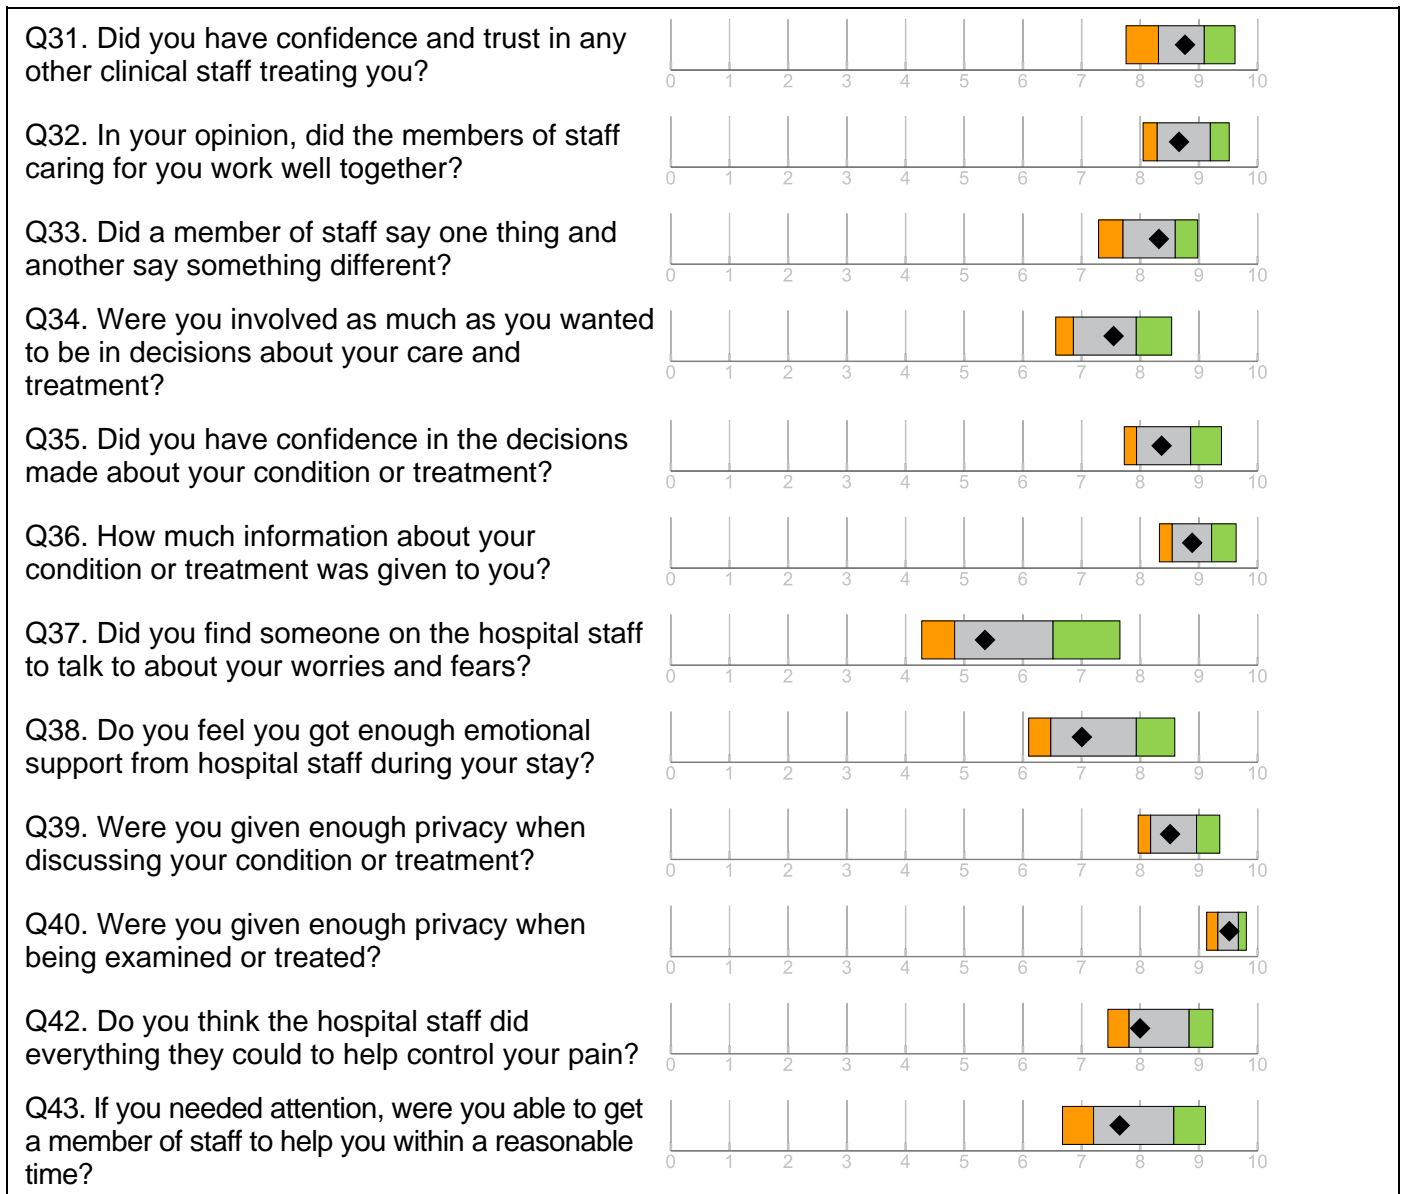 Q31. Did you have confidence and trust in any
other clinical staff treating you?
0 1 2 3 4 5 6 7 8 9 10
Q32. In your opinion, did the members of staff
caring for you work well together?
0 1 2 3 4 5 6 7 8 9 10
Q33. Did a member of staff say one thing and
another say something different?
0 1 2 3 4 5 6 7 8 9 10
Q34. Were you involved as much as you wanted
to be in decisions about your care and
treatment?
0 1 2 3 4 5 6 7 8 9 10
Q35. Did you have confidence in the decisions
made about your condition or treatment?
0 1 2 3 4 5 6 7 8 9 10
Q36. How much information about your
condition or treatment was given to you?
0 1 2 3 4 5 6 7 8 9 10
Q37. Did you find someone on the hospital staff
to talk to about your worries and fears?
0 1 2 3 4 5 6 7 8 9 10
Q38. Do you feel you got enough emotional
support from hospital staff during your stay?
0 1 2 3 4 5 6 7 8 9 10
Q39. Were you given enough privacy when
discussing your condition or treatment?
0 1 2 3 4 5 6 7 8 9 10
Q40. Were you given enough privacy when
being examined or treated?
0 1 2 3 4 5 6 7 8 9 10
Q42. Do you think the hospital staff did
everything they could to help control your pain?
0 1 2 3 4 5 6 7 8 9 10
Q43. If you needed attention, were you able to get
a member of staff to help you within a reasonable
time?
0 1 2 3 4 5 6 7 8 9 10